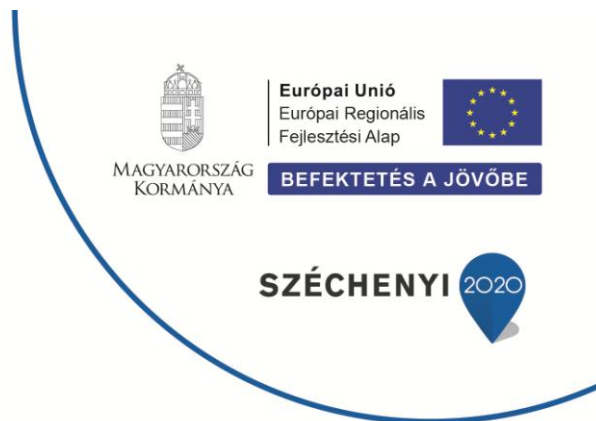 MAGYARORSZÁG
KORMÁNYA
Európai Unió
Európai Regionális
Fejlesztési Alap
BEFEKTETÉS A JÖVŐBE
SZÉCHENYI 2020